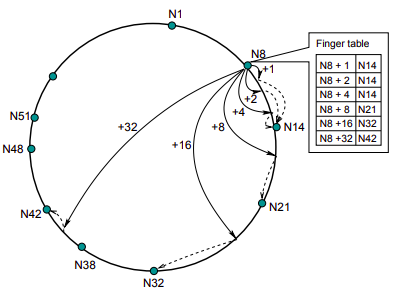 N1
N8
Finger table
N8 + 1 N14
N8 + 2 N14
N8 + 4 N14
N8 + 8 N21
N8 +16 N32
N8 +32 N42
+1
+2
+4
+8
+16
+32
N14
N21
N32
N38
N42
N48
N51